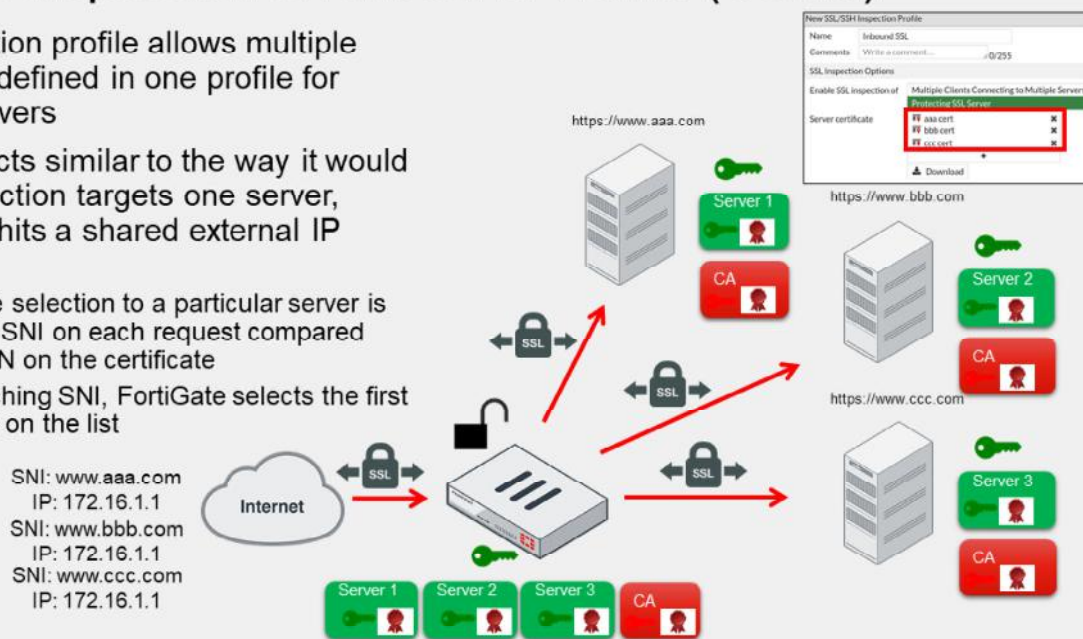 tion profile allows multiple
defined in one profile for
vers
cts similar to the way it would
ction targets one server,
hits a shared external IP
e selection to a particular server is
SNI on each request compared
N on the certificate
ching SNI, FortiGate selects the first
on the list
SNI: www.aaa.com
IP: 172.16.1.1
SNI: www.bbb.com
IP: 172.16.1.1
SNI: www.ccc.com
IP: 172.16.1.1
Internet
SSL
SSL
SSL
SSL
Server 1
Server 2
Server 3
CA
https://www.aaa.com
Server 1
CA
New SSL/SSH Inspection Profile
Name Inbound SSL
Comments Write a comment... 0/255
SSL Inspection Options
Enable SSL inspection of Multiple Clients Connecting to Multiple Servers
Protecting SSL Server
Server certificate aaa cert
bbb cert
ccc cert
+
Download
https://www.bbb.com
Server 2
CA
https://www.ccc.com
Server 3
CA